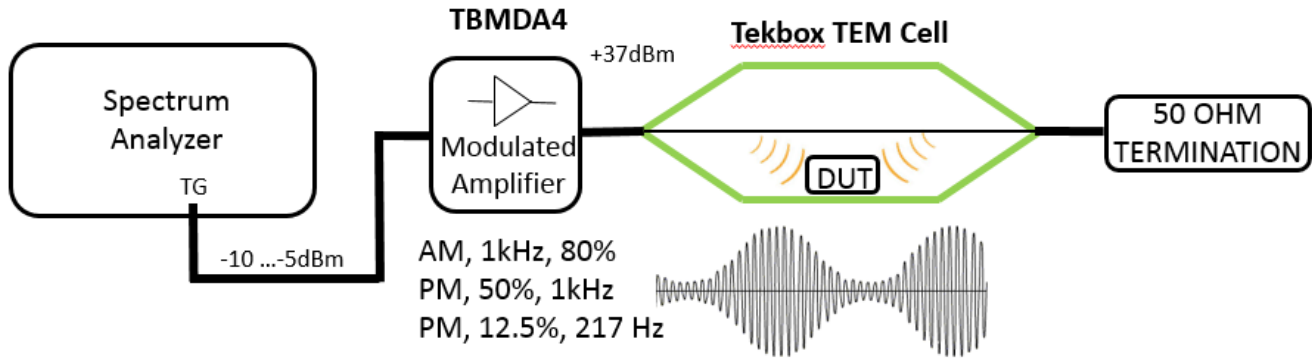 TBMDA4
Tekbox TEM Cell
+37dBm
Spectrum
Analyzer
TG
Modulated
Amplifier
DUT
50 OHM
TERMINATION
-10 ...-5dBm
AM, 1kHz, 80%
PM, 50%, 1kHz
PM, 12.5%, 217 Hz